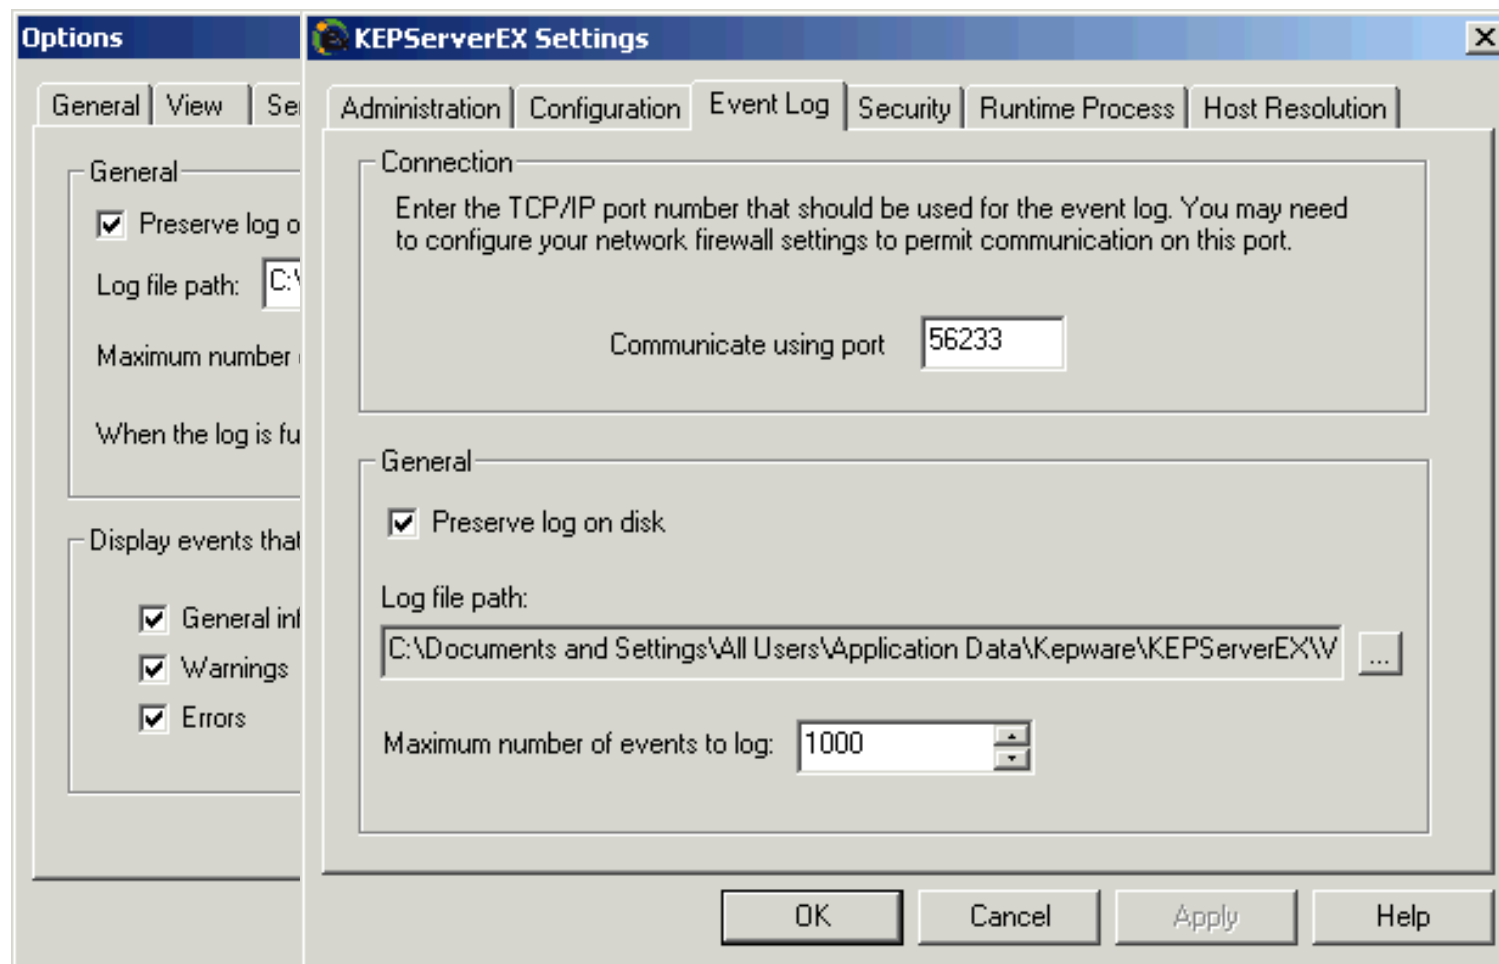 Options
General View
General
Preserve log o
Log file path: C:\
Maximum number
When the log is fu
Display events that
General inf
Warnings
Errors
KEPServerEX Settings
Administration Configuration Event Log Security Runtime Process Host Resolution
Connection
Enter the TCP/IP port number that should be used for the event log. You may need
to configure your network firewall settings to permit communication on this port.
Communicate using port 56233
General
Preserve log on disk
Log file path:
C:\Documents and Settings\All Users\Application Data\Kepware\KEPServerEX\V ...
Maximum number of events to log: 1000
OK Cancel Apply Help